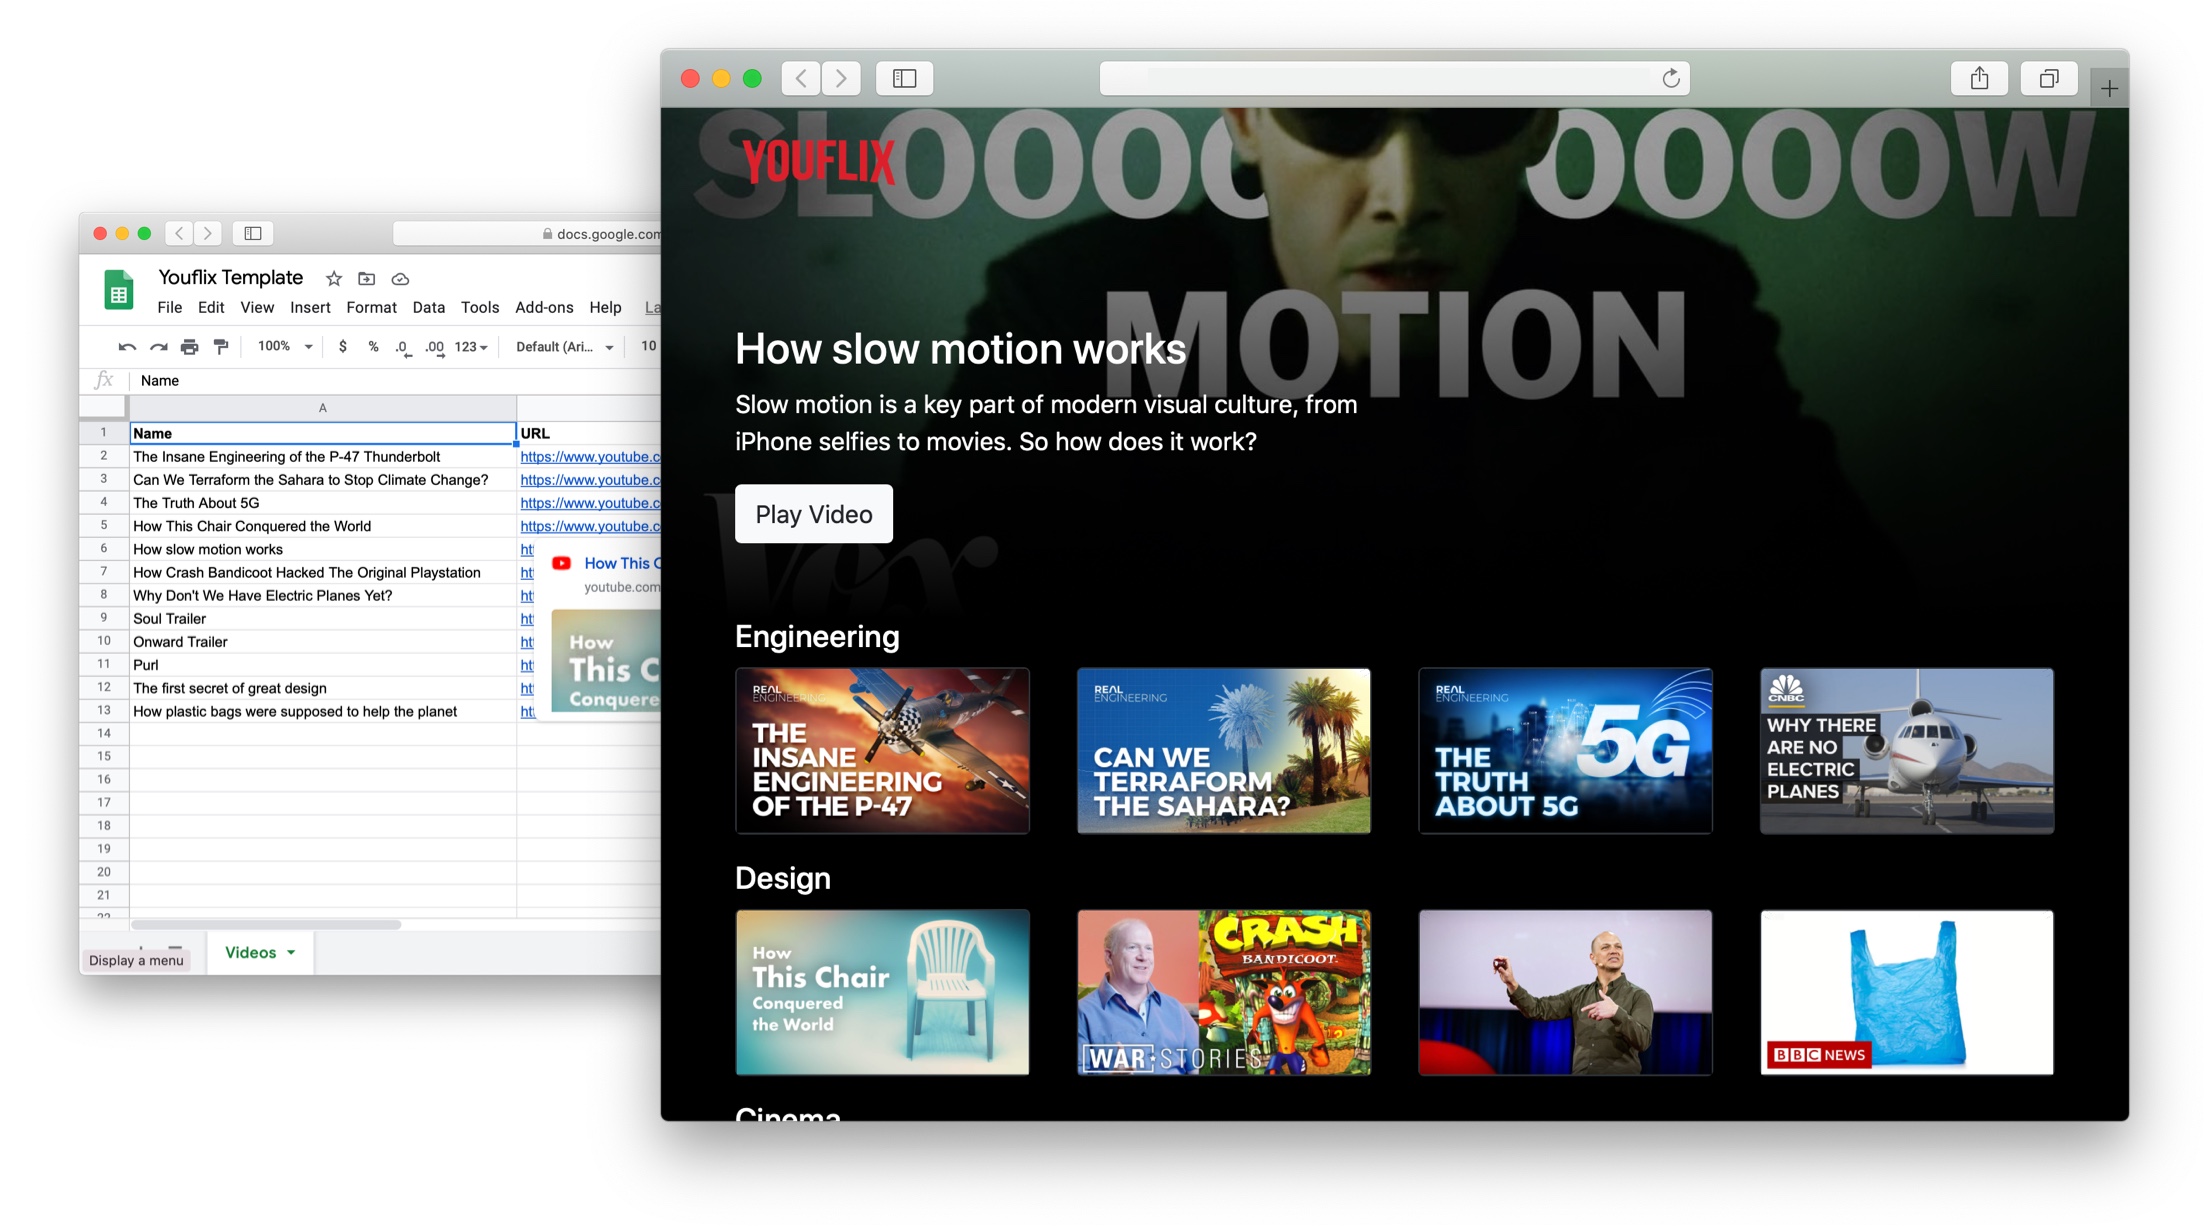 docs.google.com
Youflix Template
File Edit View Insert Format Data Tools Add-ons Help La
100% $ % .0 .00 123 Default (Ari... 10
fx Name
A
1 Name URL
2 The Insane Engineering of the P-47 Thunderbolt https://www.youtube.c
3 Can We Terraform the Sahara to Stop Climate Change? https://www.youtube.c
4 The Truth About 5G https://www.youtube.c
5 How This Chair Conquered the World https://www.youtube.c
6 How slow motion works ht
7 How Crash Bandicoot Hacked The Original Playstation ht
8 Why Don't We Have Electric Planes Yet? ht
9 Soul Trailer ht
10 Onward Trailer ht
11 Purl ht
12 The first secret of great design ht
13 How plastic bags were supposed to help the planet ht
14
15
16
17
18
19
20
21
22
How This C
youtube.com
How
This C
Conquere
Display a menu
Videos
SLOOOO OOOOOW
YOUFLIX
MOTION
How slow motion works
Slow motion is a key part of modern visual culture, from
iPhone selfies to movies. So how does it work?
Play Video
Vox
Engineering
REAL
ENGINEERING
THE
INSANE
ENGINEERING
OF THE P-47
REAL
ENGINEERING
CAN WE
TERRAFORM
THE SAHARA?
REAL
ENGINEERING
5G
THE
TRUTH
ABOUT 5G
CNBC
WHY THERE
ARE NO
ELECTRIC
PLANES
Design
How
This Chair
Conquered
the World
CRASH
BANDICOOT
WAR STORIES
BBC NEWS
Cinema